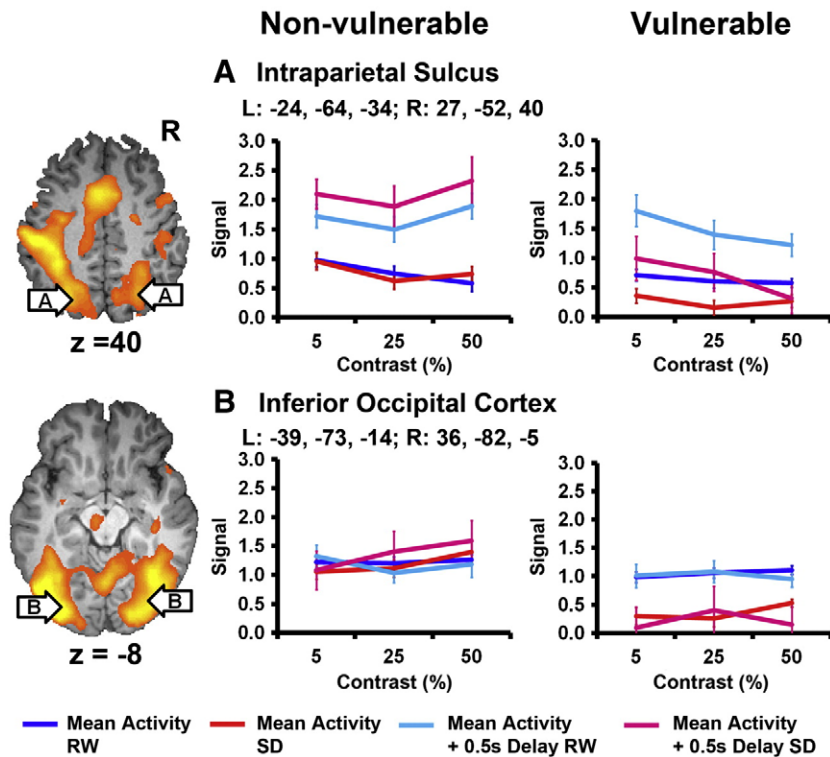 Non-vulnerable Vulnerable
A Intraparietal Sulcus
L: -24, -64, -34; R: 27, -52, 40
R
A A
z =40
3.0
2.5
2.0
1.5
1.0
0.5
0.0
Signal
5 25 50
Contrast (%)
3.0
2.5
2.0
1.5
1.0
0.5
0.0
Signal
5 25 50
Contrast (%)
B Inferior Occipital Cortex
L: -39, -73, -14; R: 36, -82, -5
B B
z = -8
3.0
2.5
2.0
1.5
1.0
0.5
0.0
Signal
5 25 50
Contrast (%)
3.0
2.5
2.0
1.5
1.0
0.5
0.0
Signal
5 25 50
Contrast (%)
Mean Activity
RW
Mean Activity
SD
Mean Activity
+ 0.5s Delay RW
Mean Activity
+ 0.5s Delay SD